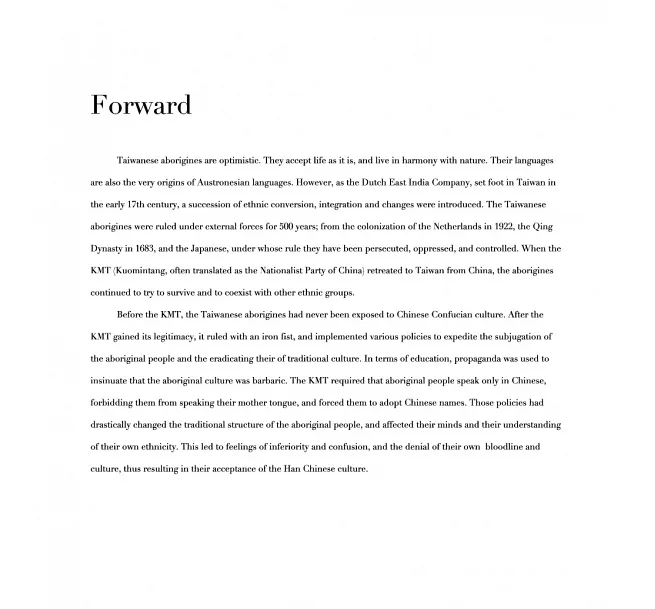 Forward
Taiwanese aborigines are optimistic. They accept life as it is, and live in harmony with nature. Their languages
are also the very origins of Austronesian languages. However, as the Dutch East India Company, set foot in Taiwan in
the early 17th century, a succession of ethnic conversion, integration and changes were introduced. The Taiwanese
aborigines were ruled under external forces for 500 years; from the colonization of the Netherlands in 1922, the Qing
Dynasty in 1683, and the Japanese, under whose rule they have been persecuted, oppressed, and controlled. When the
KMT (Kuomintang, often translated as the Nationalist Party of China) retreated to Taiwan from China, the aborigines
continued to try to survive and to coexist with other ethnic groups.
Before the KMT, the Taiwanese aborigines had never been exposed to Chinese Confucian culture. After the
KMT gained its legitimacy, it ruled with an iron fist, and implemented various policies to expedite the subjugation of
the aboriginal people and the eradicating their of traditional culture. In terms of education, propaganda was used to
insinuate that the aboriginal culture was barbaric. The KMT required that aboriginal people speak only in Chinese,
forbidding them from speaking their mother tongue, and forced them to adopt Chinese names. Those policies had
drastically changed the traditional structure of the aboriginal people, and affected their minds and their understanding
of their own ethnicity. This led to feelings of inferiority and confusion, and the denial of their own  bloodline and
culture, thus resulting in their acceptance of the Han Chinese culture.